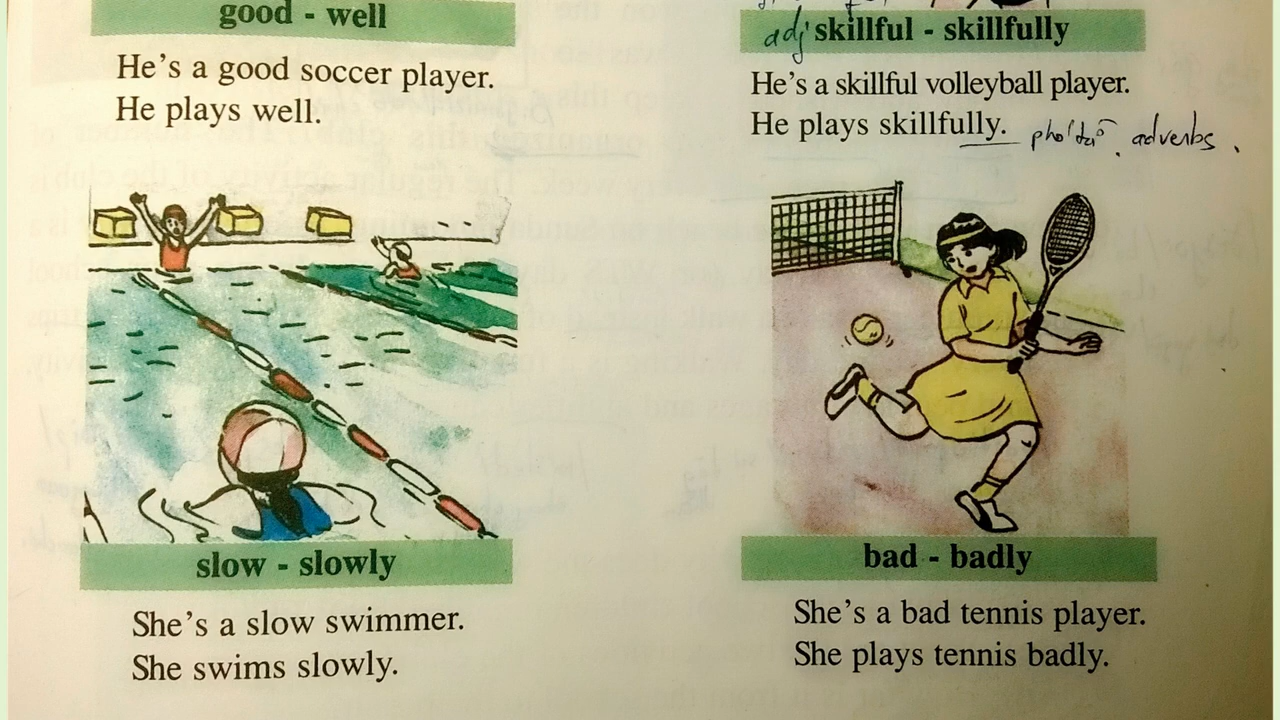 good - well
He's a good soccer player.
He plays well.
adj skillful - skillfully
He's a skillful volleyball player.
He plays skillfully. adverbs.
slow - slowly
She's a slow swimmer.
She swims slowly.
bad - badly
She's a bad tennis player.
She plays tennis badly.